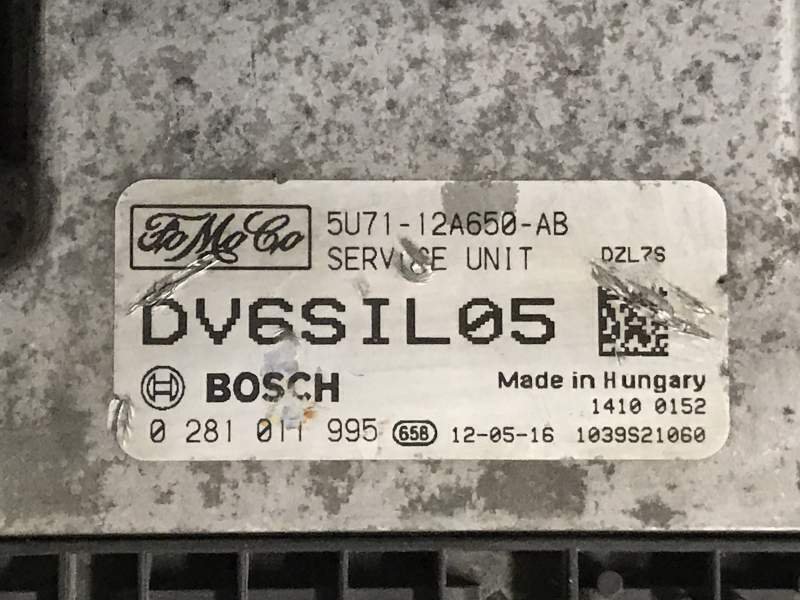 FoMoCo 5U71-12A650-AB
SERVICE UNIT DZL7S
DV6SIL05
BOSCH Made in Hungary
1410 0152
0 281 011 995 65B 12-05-16 1039S21060